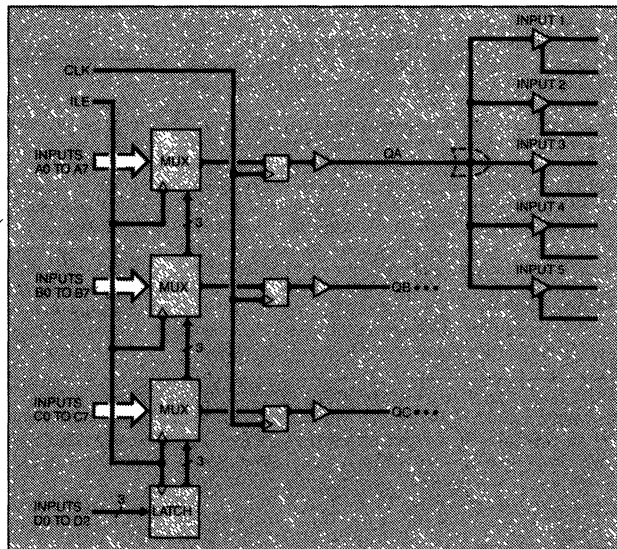 INPUT 1
CLK
INPUT 2
ILE
INPUTS
A0 TO A7
MUX
QA
INPUT 3
3
INPUT 4
INPUTS
B0 TO B7
MUX
QB •••
INPUT 5
3
INPUTS
C0 TO C7
MUX
QC •••
3
INPUTS
D0 TO D2
3
LATCH